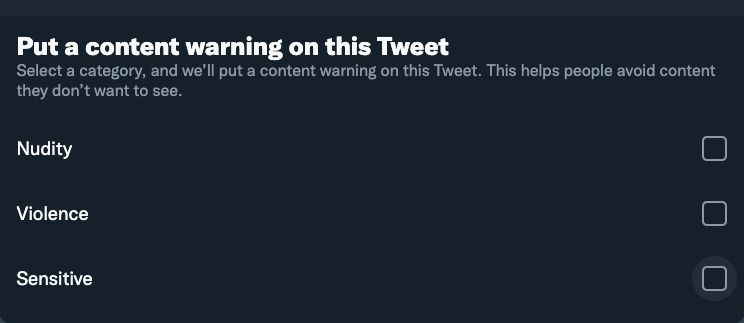 Put a content warning on this Tweet
Select a category, and we’ll put a content warning on this Tweet. This helps people avoid content
they don’t want to see.
Nudity
Violence
Sensitive